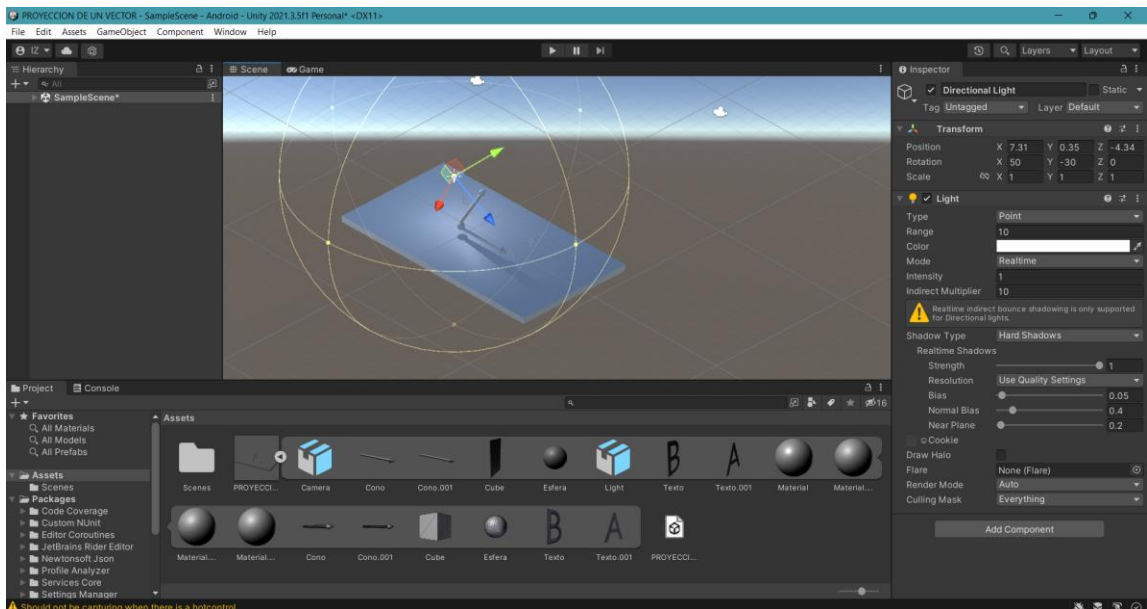 PROYECCION DE UN VECTOR - SampleScene - Android - Unity 2021.3.5f1 Personal* <DX11>
File Edit Assets GameObject Component Window Help
IZ Layers Layout
Hierarchy
All
SampleScene*
Scene Game
Inspector
Directional Light Static
Tag Untagged Layer Default
Transform
Position X 7.31 Y 0.35 Z -4.34
Rotation X 50 Y -30 Z 0
Scale X 1 Y 1 Z 1
Light
Type Point
Range 10
Color
Mode Realtime
Intensity 1
Indirect Multiplier 10
Realtime indirect bounce shadowing is only supported
for Directional lights.
Shadow Type Hard Shadows
Realtime Shadows
Strength 1
Resolution Use Quality Settings
Bias 0.05
Normal Bias 0.4
Near Plane 0.2
Cookie
Draw Halo
Flare None (Flare)
Render Mode Auto
Culling Mask Everything
Add Component
Project Console
16
Favorites
All Materials
All Models
All Prefabs
Assets
Scenes
Packages
Code Coverage
Custom NUnit
Editor Coroutines
JetBrains Rider Editor
Newtonsoft Json
Profile Analyzer
Services Core
Settings Manager
Assets
Scenes PROYECCI... Camera Cono Cono.001 Cube Esfera Light Texto Texto.001 Material Material....
Material.... Material.... Cono Cono.001 Cube Esfera Texto Texto.001 PROYECCI...
Should not be capturing when there is a hotcontrol